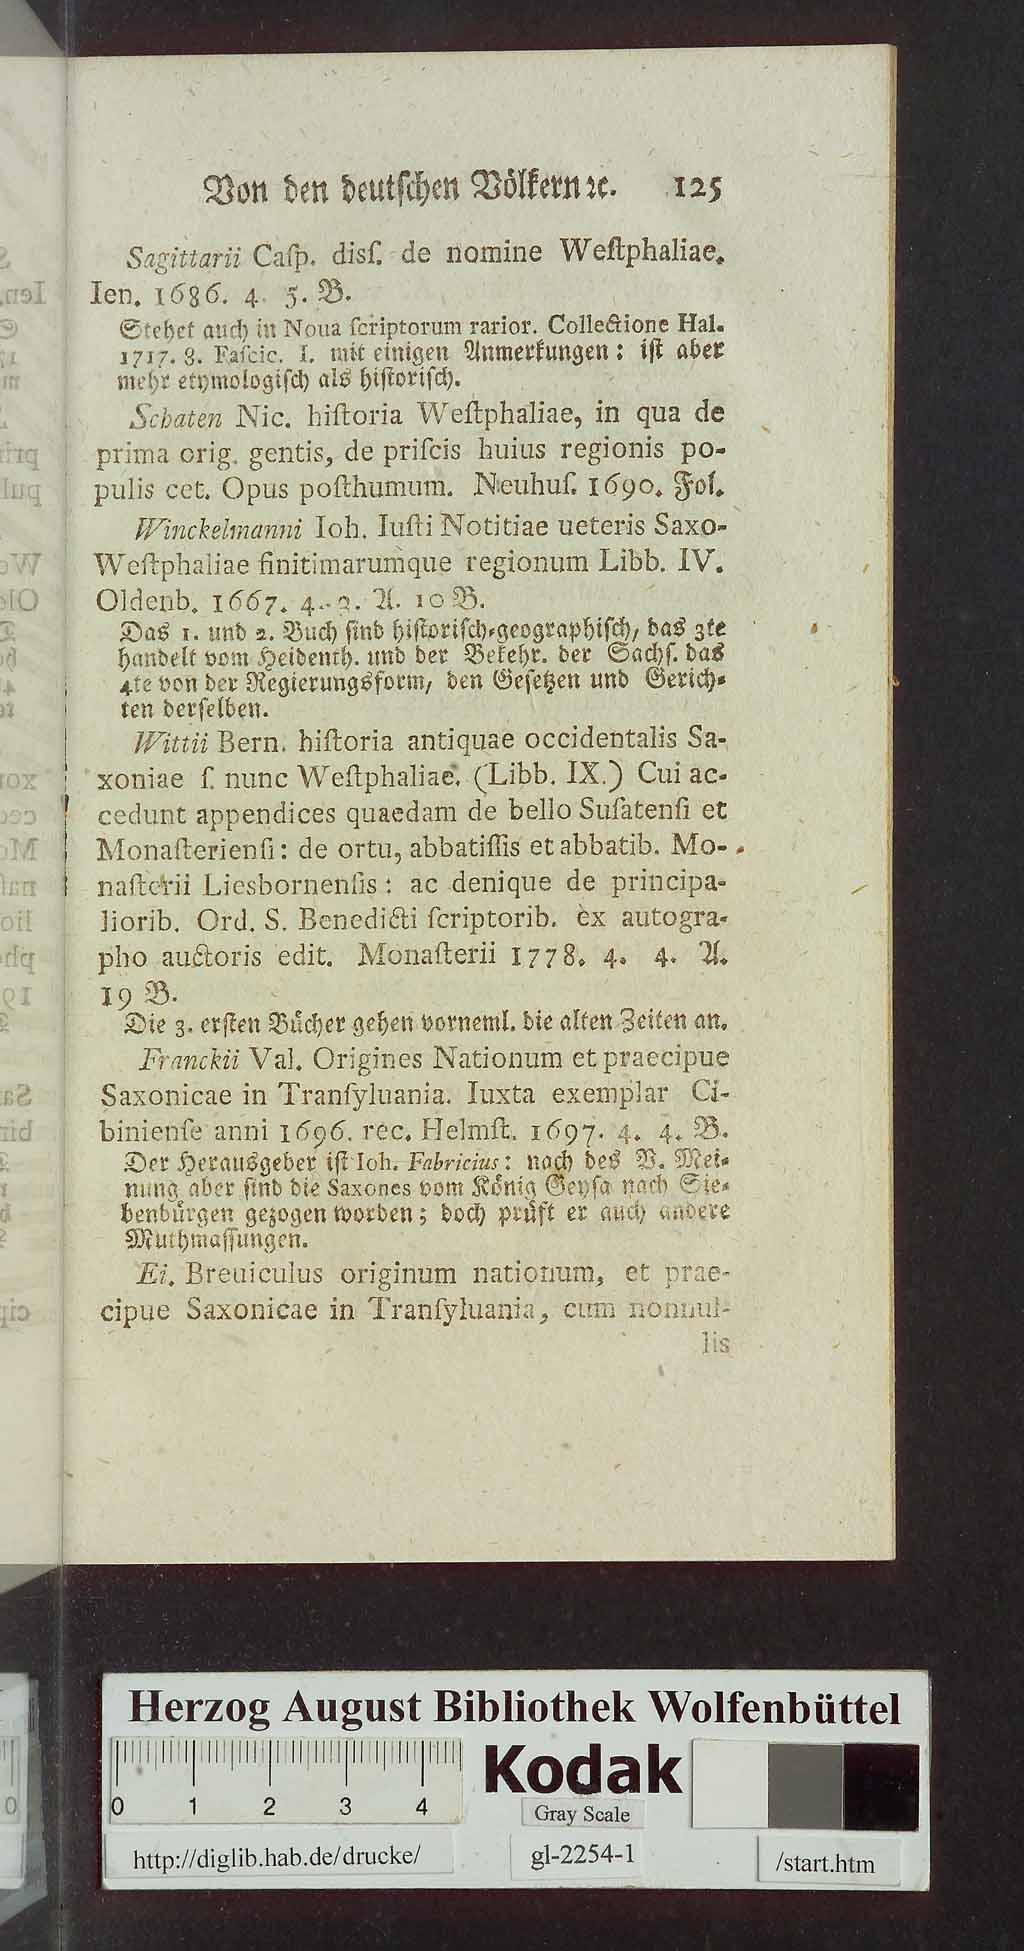 Von den deutſchen Völkern ꝛc. 125
Sagittarii Caſp. disſ. de nomine Weſtphaliae.
Ien. 1686. 4. 5. B.
Stehet auch in Noua ſcriptorum rarior. Collectione Hal.
1717. 8. Faſcic. I. mit einigen Anmerkungen: iſt aber
mehr etymologiſch als hiſtoriſch.
Schaten Nic. hiſtoria Weſtphaliae, in qua de
prima orig. gentis, de priſcis huius regionis po-
pulis cet. Opus poſthumum. Neuhuſ. 1690. Fol.
Winckelmanni Ioh. Iuſti Notitiae ueteris Saxo-
Weſtphaliae finitimarumque regionum Libb. IV.
Oldenb. 1667. 4. 2. A. 10 B.
Das 1. und 2. Buch ſind hiſtoriſch-geographiſch, das 3te
handelt vom Heidenth. und der Bekehr. der Sachſ. das
4te von der Regierungsform, den Geſetzen und Gerich-
ten derſelben.
Wittii Bern. hiſtoria antiquae occidentalis Sa-
xoniae ſ. nunc Weſtphaliae. (Libb. IX.) Cui ac-
cedunt appendices quaedam de bello Suſatenſi et
Monaſterienſi: de ortu, abbatiſſis et abbatib. Mo-
naſterii Liesbornenſis: ac denique de principa-
liorib. Ord. S. Benedicti ſcriptorib. ex autogra-
pho auctoris edit. Monaſterii 1778. 4. 4. A.
19 B.
Die 3. erſten Bücher gehen vorneml. die alten Zeiten an.
Franckii Val. Origines Nationum et praecipue
Saxonicae in Tranſyluania. Iuxta exemplar Ci-
binienſe anni 1696. rec. Helmſt. 1697. 4. 4. B.
Der Herausgeber iſt Ioh. Fabricius: nach des V. Mei-
nung aber ſind die Saxones vom König Geyſa nach Sie-
benbürgen gezogen worden; doch prüft er auch andere
Muthmaſſungen.
Ei. Breuiculus originum nationum, et prae-
cipue Saxonicae in Tranſyluania, cum nonnul-
lis
Herzog August Bibliothek Wolfenbüttel
0 1 2 3 4
Kodak
Gray Scale
http://diglib.hab.de/drucke/
gl-2254-1
/start.htm